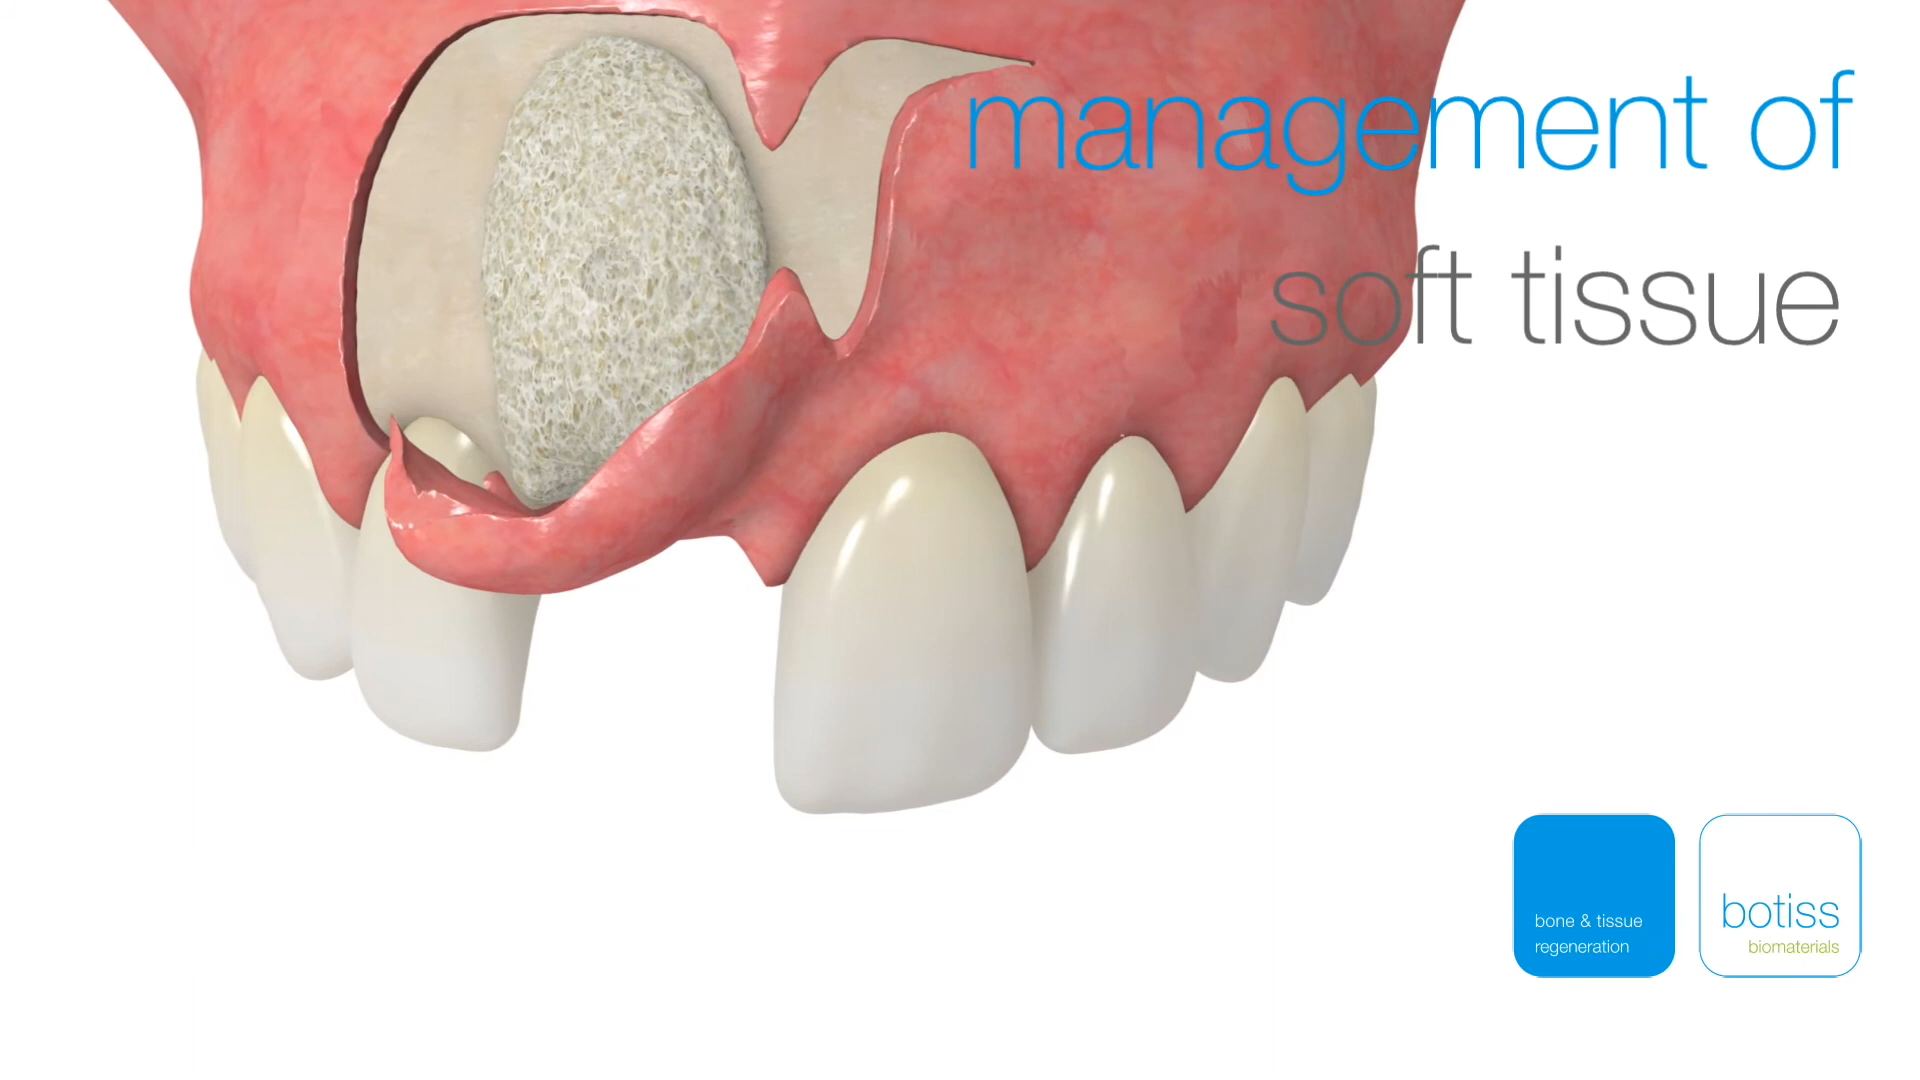 management of
soft tissue
bone & tissue
regeneration
botiss
biomaterials